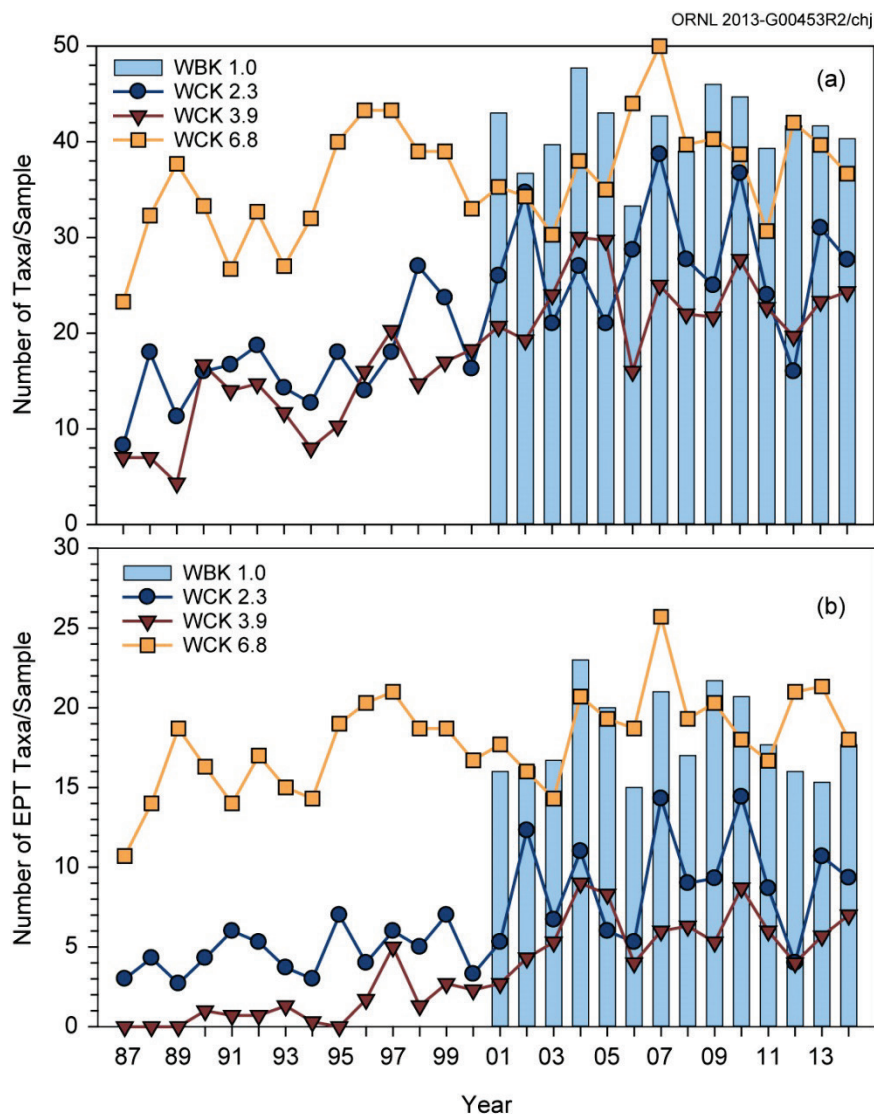 ORNL 2013-G00453R2/chj
50
40
30
20
10
0
Number of Taxa/Sample
WBK 1.0
WCK 2.3
WCK 3.9
WCK 6.8
(a)
30
25
20
15
10
5
0
Number of EPT Taxa/Sample
WBK 1.0
WCK 2.3
WCK 3.9
WCK 6.8
(b)
87 89 91 93 95 97 99 01 03 05 07 09 11 13
Year